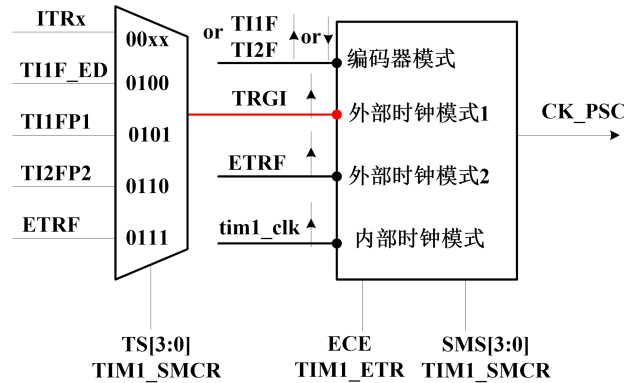 ITRx
TI1F_ED
TI1FP1
TI2FP2
ETRF
00xx
0100
0101
0110
0111
TS[3:0]
TIM1_SMCR
or TI1F or
TI2F
TRGI
ETRF
tim1_clk
编码器模式
外部时钟模式1
外部时钟模式2
内部时钟模式
CK_PSC
ECE
TIM1_ETR
SMS[3:0]
TIM1_SMCR